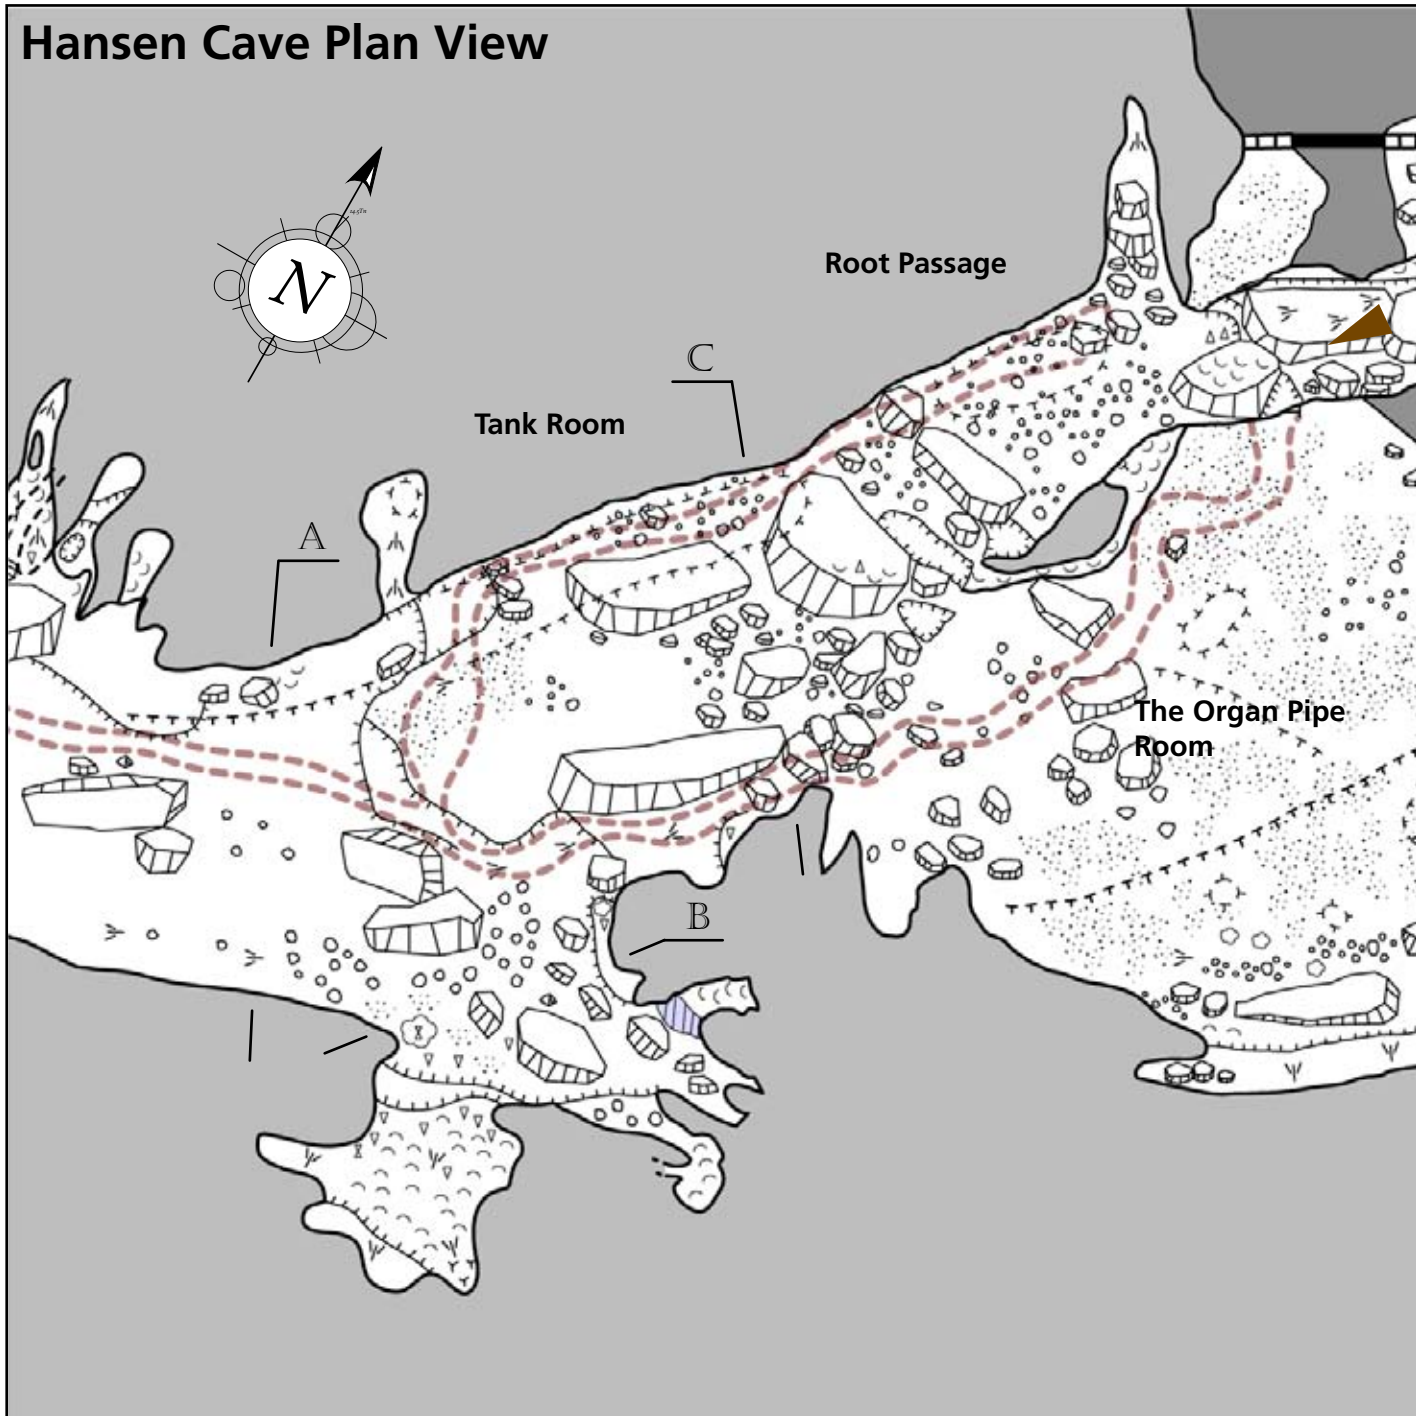 Hansen Cave Plan View
N
Root Passage
C
Tank Room
A
The Organ Pipe
Room
B